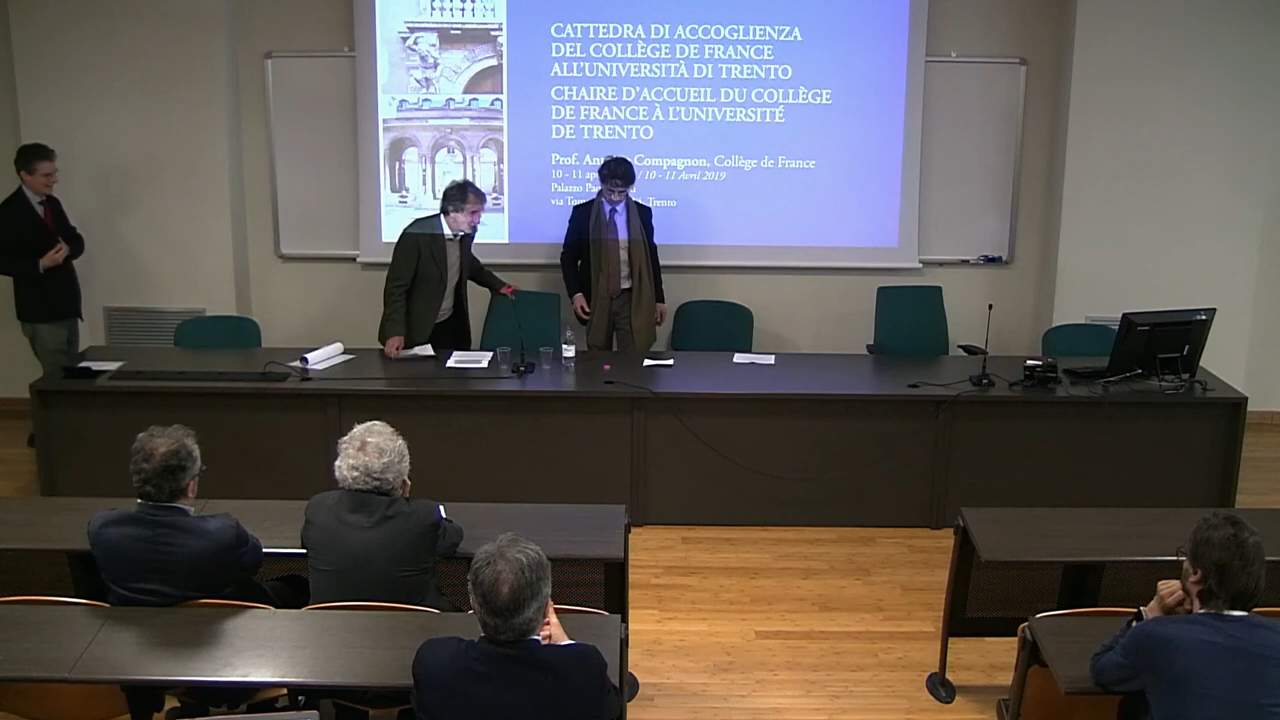 CATTEDRA DI ACCOGLIENZA
DEL COLLÈGE DE FRANCE
ALL'UNIVERSITÀ DI TRENTO
CHAIRE D'ACCUEIL DU COLLÈGE
DE FRANCE À L'UNIVERSITÉ
DE TRENTO
Prof. Compagnon, Collège de France
10 - 11 / 10 - 11 Avril 2019
Palazzo
via Trento